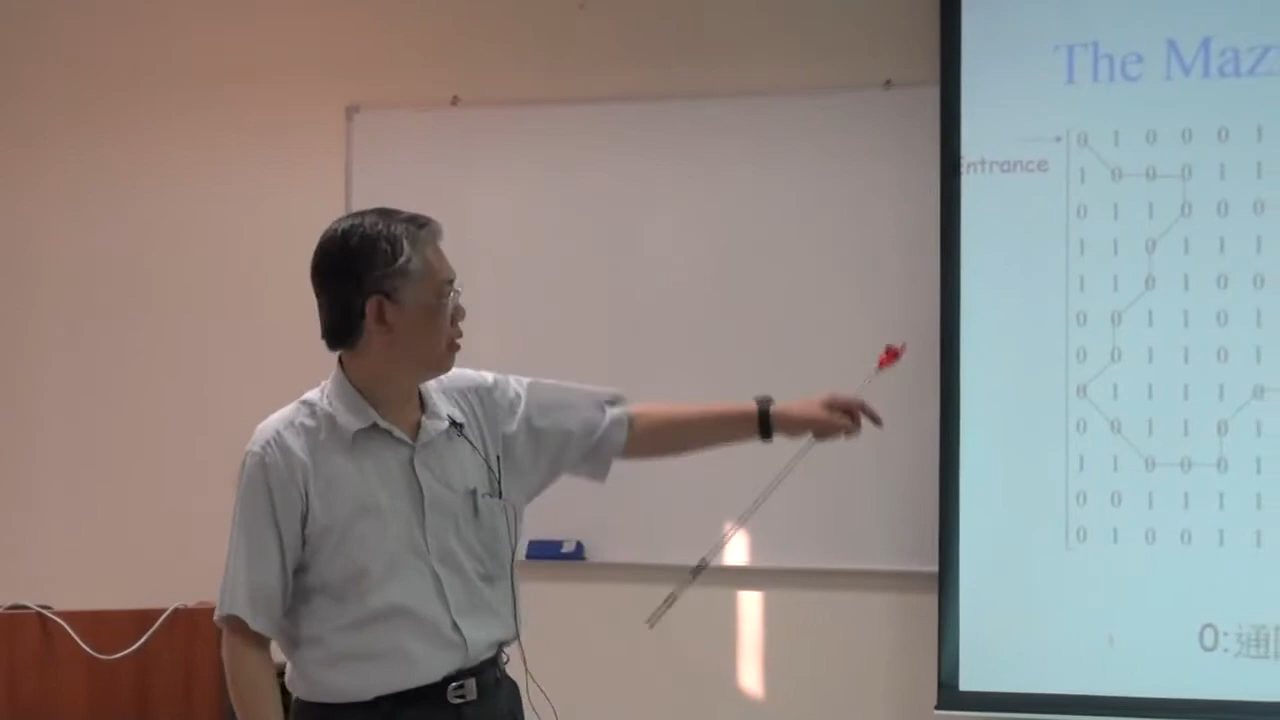 The Maz
Entrance
0 1 0 0 0 1
1 0 0 0 1 1
0 1 1 0 0 0
1 1 0 1 1 1
1 1 0 1 0 0
0 0 1 1 0 1
0 0 1 1 0 1
0 1 1 1 1 0
0 0 1 1 0 1
1 1 0 0 0 1
0 0 1 1 1 1
0 1 0 0 1 1
0:通